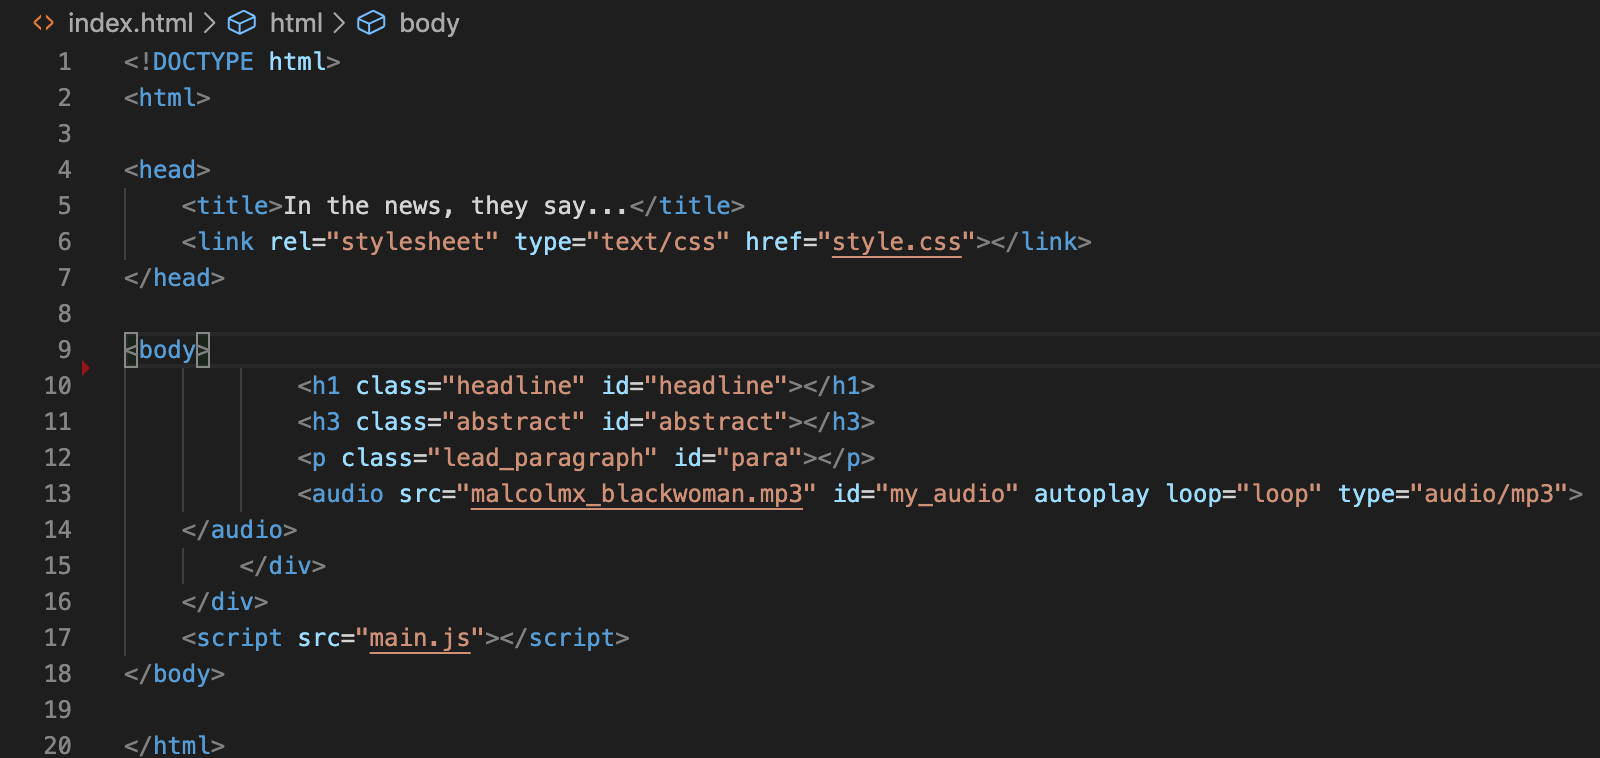 index.html > html > body
1 <!DOCTYPE html>
2 <html>
3
4 <head>
5     <title>In the news, they say...</title>
6     <link rel="stylesheet" type="text/css" href="style.css"></link>
7 </head>
8
9 <body>
10             <h1 class="headline" id="headline"></h1>
11             <h3 class="abstract" id="abstract"></h3>
12             <p class="lead_paragraph" id="para"></p>
13             <audio src="malcolmx_blackwoman.mp3" id="my_audio" autoplay loop="loop" type="audio/mp3">
14     </audio>
15         </div>
16     </div>
17     <script src="main.js"></script>
18 </body>
19
20 </html>